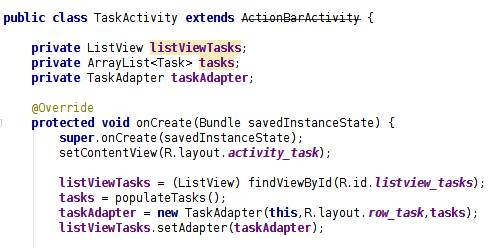 public class TaskActivity extends ActionBarActivity {
private ListView listViewTasks;
private ArrayList<Task> tasks;
private TaskAdapter taskAdapter;
@Override
protected void onCreate(Bundle savedInstanceState) {
super.onCreate(savedInstanceState);
setContentView(R.layout.activity_task);
listViewTasks = (ListView) findViewById(R.id.listview_tasks);
tasks = populateTasks();
taskAdapter = new TaskAdapter(this,R.layout.row_task,tasks);
listViewTasks.setAdapter(taskAdapter);